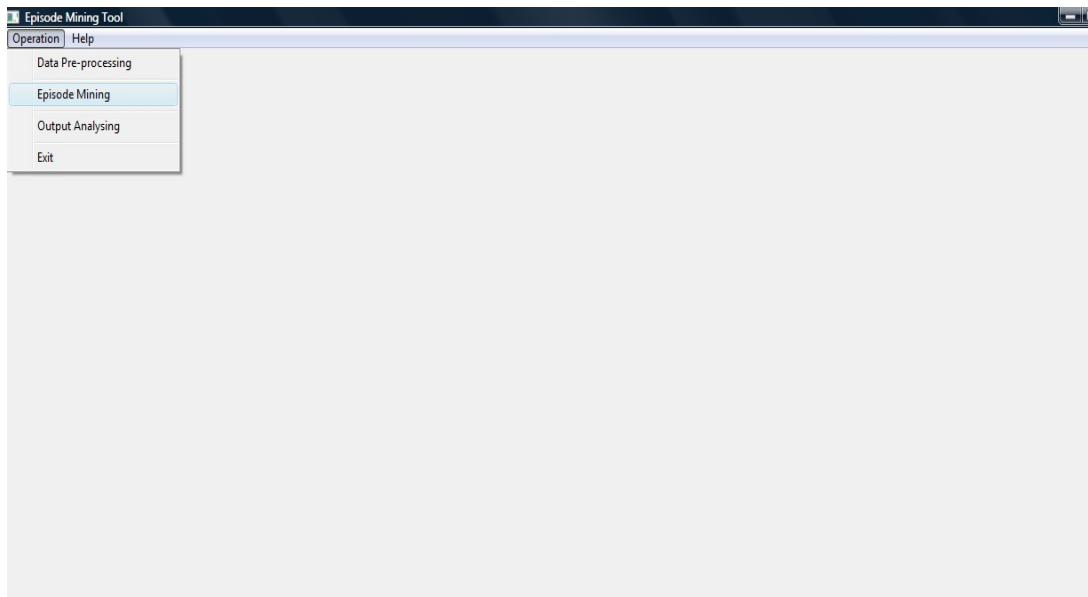 Episode Mining Tool
Operation Help
Data Pre-processing
Episode Mining
Output Analysing
Exit